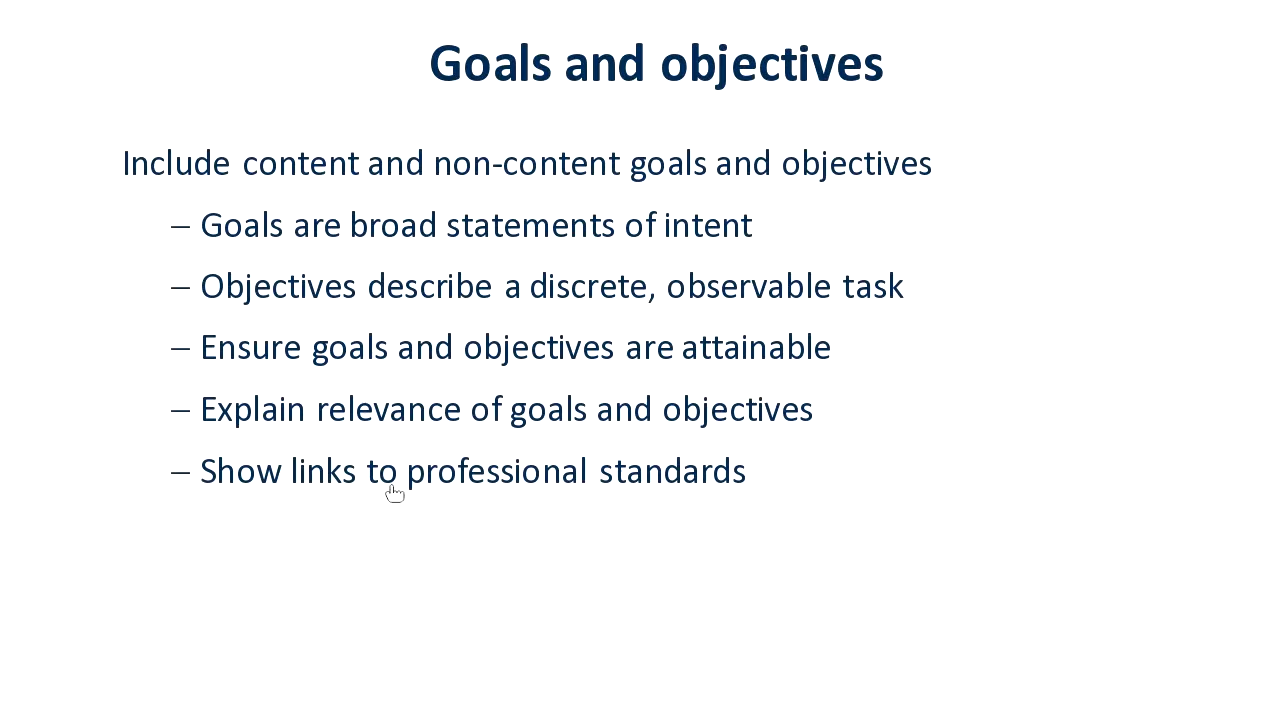 Goals and objectives
Include content and non-content goals and objectives
– Goals are broad statements of intent
– Objectives describe a discrete, observable task
– Ensure goals and objectives are attainable
– Explain relevance of goals and objectives
– Show links to professional standards